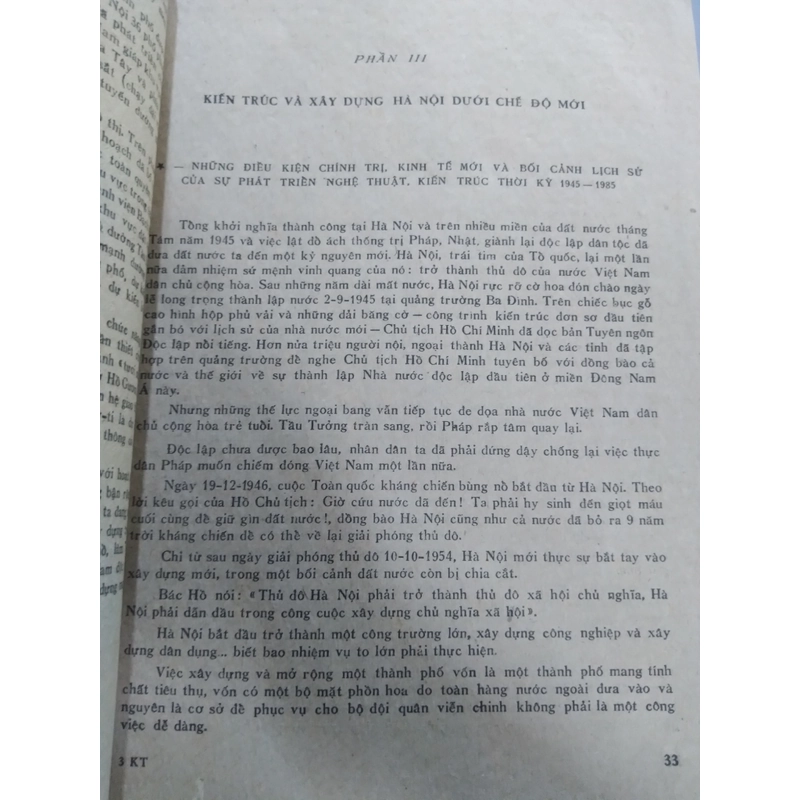 PHẦN III
KIẾN TRÚC VÀ XÂY DỰNG HÀ NỘI DƯỚI CHẾ ĐỘ MỚI
* — NHỮNG ĐIỀU KIỆN CHÍNH TRỊ, KINH TẾ MỚI VÀ BỐI CẢNH LỊCH SỬ
CỦA SỰ PHÁT TRIỂN NGHỆ THUẬT, KIẾN TRÚC THỜI KỲ 1945—1985
Tổng khởi nghĩa thành công tại Hà Nội và trên nhiều miền của đất nước tháng
Tám năm 1945 và việc lật đổ ách thống trị Pháp, Nhật, giành lại độc lập dân tộc đã
đưa đất nước ta đến một kỷ nguyên mới. Hà Nội, trái tim của Tổ quốc, lại một lần
nữa đảm nhiệm sứ mệnh vinh quang của nó: trở thành thủ đô của nước Việt Nam
dân chủ cộng hòa. Sau những năm dài mất nước, Hà Nội rực rỡ cờ hoa đón chào ngày
lễ long trọng thành lập nước 2-9-1945 tại quảng trường Ba Đình. Trên chiếc bục gỗ
cao hình hộp phủ vải và những dải băng cờ — công trình kiến trúc đơn sơ đầu tiên
gắn bó với lịch sử của nhà nước mới — Chủ tịch Hồ Chí Minh đã đọc bản Tuyên ngôn
Độc lập nổi tiếng. Hơn nửa triệu người nội, ngoại thành Hà Nội và các tỉnh đã tập
hợp trên quảng trường để nghe Chủ tịch Hồ Chí Minh tuyên bố với đồng bào cả
nước và thế giới về sự thành lập Nhà nước độc lập đầu tiên ở miền Đông Nam
Á này.
Nhưng những thế lực ngoại bang vẫn tiếp tục đe dọa nhà nước Việt Nam dân
chủ cộng hòa trẻ tuổi. Tầu Tưởng tràn sang, rồi Pháp rắp tâm quay lại.
Độc lập chưa được bao lâu, nhân dân ta đã phải đứng dậy chống lại việc thực
dân Pháp muốn chiếm đóng Việt Nam một lần nữa.
Ngày 19-12-1946, cuộc Toàn quốc kháng chiến bùng nổ bắt đầu từ Hà Nội. Theo
lời kêu gọi của Hồ Chủ tịch: Giờ cứu nước đã đến! Ta phải hy sinh đến giọt máu
cuối cùng để giữ gìn đất nước!, đồng bào Hà Nội cũng như cả nước đã bỏ ra 9 năm
trời kháng chiến để có thể về lại giải phóng thủ đô.
Chỉ từ sau ngày giải phóng thủ đô 10-10-1954, Hà Nội mới thực sự bắt tay vào
xây dựng mới, trong một bối cảnh đất nước còn bị chia cắt.
Bác Hồ nói: «Thủ đô Hà Nội phải trở thành thủ đô xã hội chủ nghĩa, Hà
Nội phải dẫn đầu trong công cuộc xây dựng chủ nghĩa xã hội».
Hà Nội bắt đầu trở thành một công trường lớn, xây dựng công nghiệp và xây
dựng dân dụng... biết bao nhiệm vụ to lớn phải thực hiện.
Việc xây dựng và mở rộng một thành phố vốn là một thành phố mang tính
chất tiêu thụ, vốn có một bộ mặt phồn hoa do toàn hàng nước ngoài đưa vào và
nguyên là cơ sở để phục vụ cho bộ đội quân viễn chinh không phải là một công
việc dễ dàng.
3 KT
33